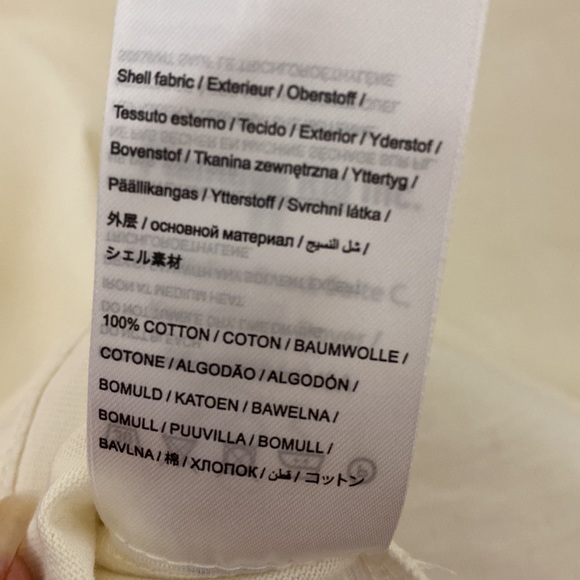 Shell fabric / Exterieur / Oberstoff /
Tessuto esterno / Tecido / Exterior / Yderstof /
Bovenstof / Tkanina zewnętrzna / Yttertyg /
Päällikangas / Ytterstoff / Svrchní látka /
外层 / основной материал / شل النسيج /
シェル素材
100% COTTON / COTON / BAUMWOLLE /
COTONE / ALGODÃO / ALGODÓN /
BOMULD / KATOEN / BAWELNA /
BOMULL / PUUVILLA / BOMULL /
BAVLNA / 棉 / ХЛОПОК / قطن / コットン